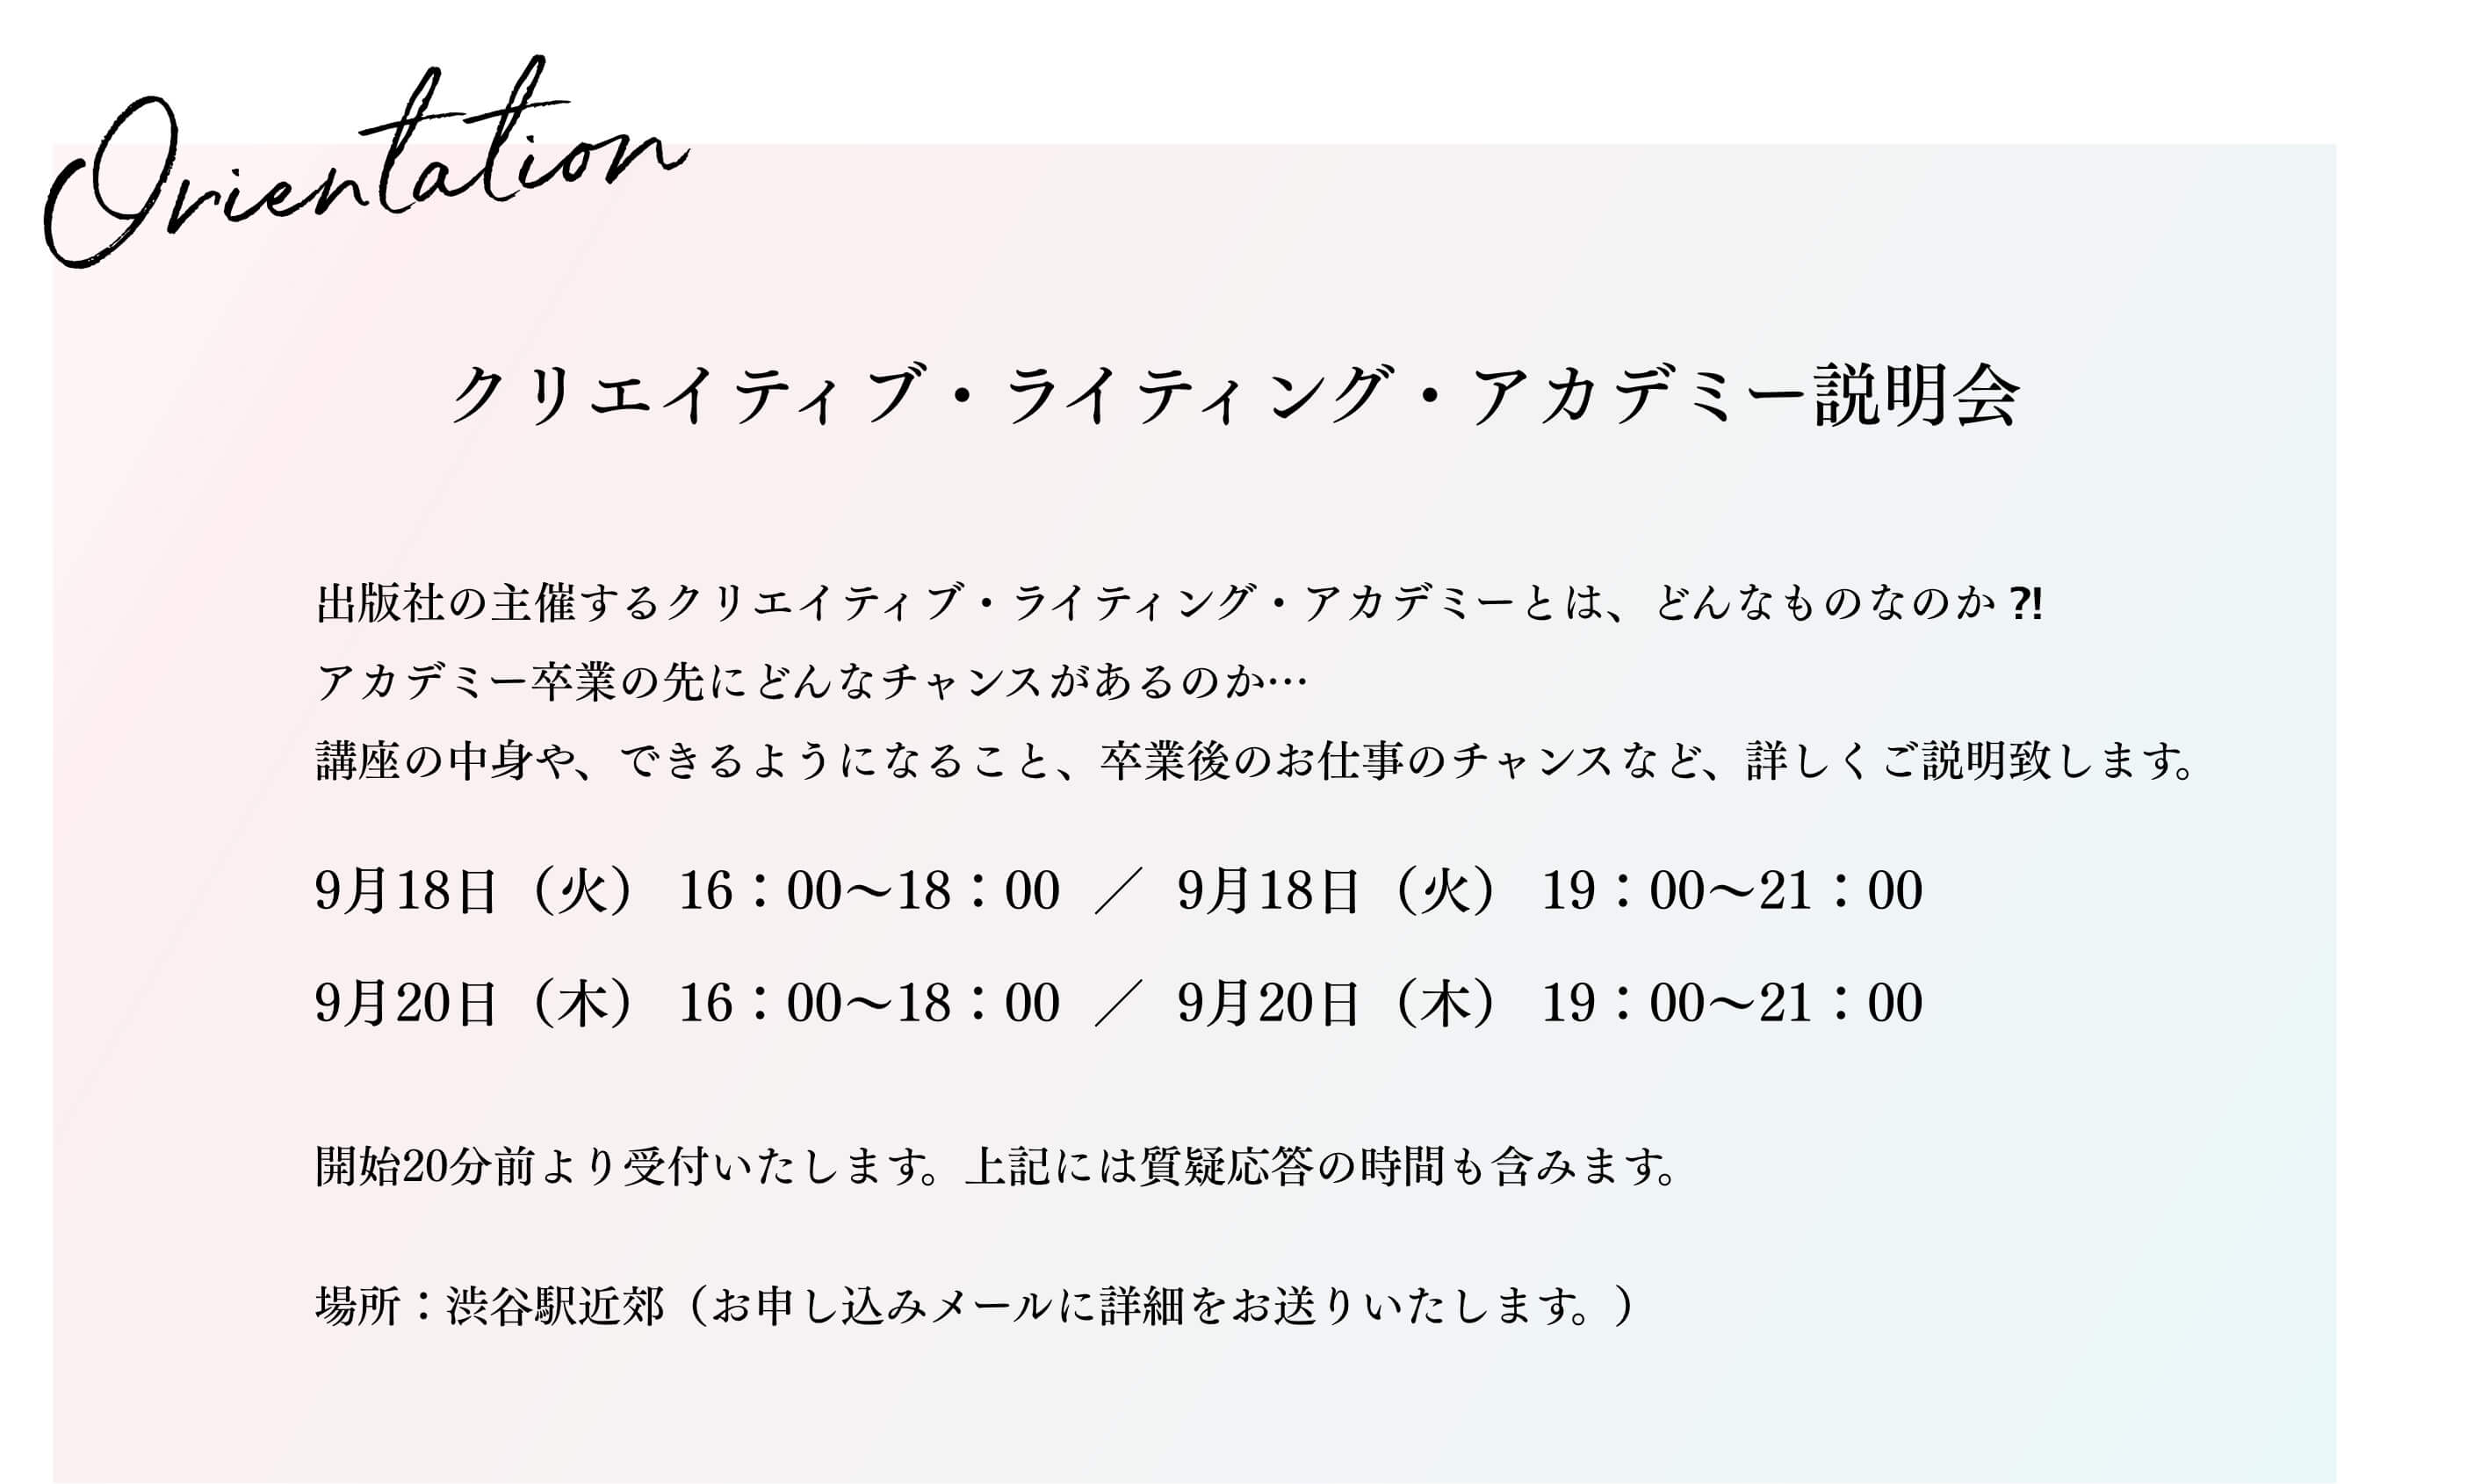 Orientation
クリエイティブ・ライティング・アカデミー説明会
出版社の主催するクリエイティブ・ライティング・アカデミーとは、どんなものなのか⁈
アカデミー卒業の先にどんなチャンスがあるのか…
講座の中身や、できるようになること、卒業後のお仕事のチャンスなど、詳しくご説明致します。
9月18日（火） 16：00〜18：00 ／ 9月18日（火） 19：00〜21：00
9月20日（木） 16：00〜18：00 ／ 9月20日（木） 19：00〜21：00
開始20分前より受付いたします。上記には質疑応答の時間も含みます。
場所：渋谷駅近郊（お申し込みメールに詳細をお送りいたします。）